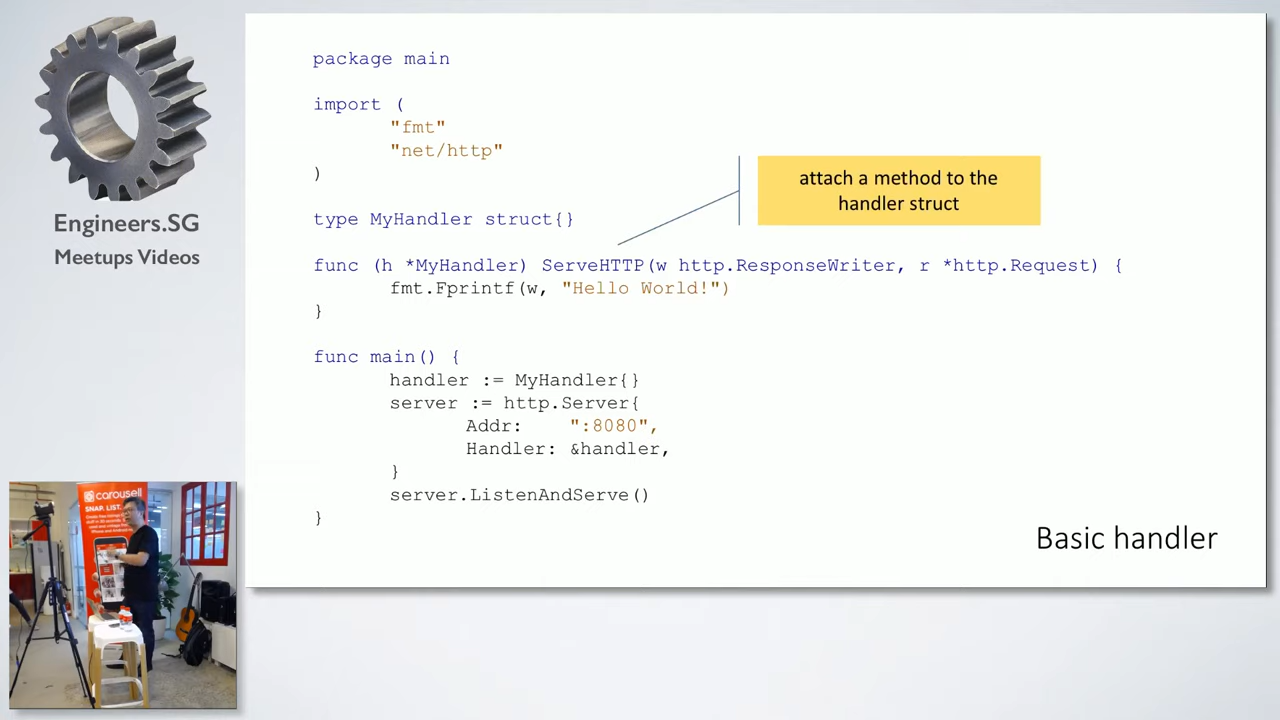 package main
import (
"fmt"
"net/http"
)
type MyHandler struct{}
func (h *MyHandler) ServeHTTP(w http.ResponseWriter, r *http.Request) {
fmt.Fprintf(w, "Hello World!")
}
func main() {
handler := MyHandler{}
server := http.Server{
Addr: ":8080",
Handler: &handler,
}
server.ListenAndServe()
}
attach a method to the
handler struct
Basic handler
Engineers.SG
Meetups Videos
carousell
SNAP. LIST.